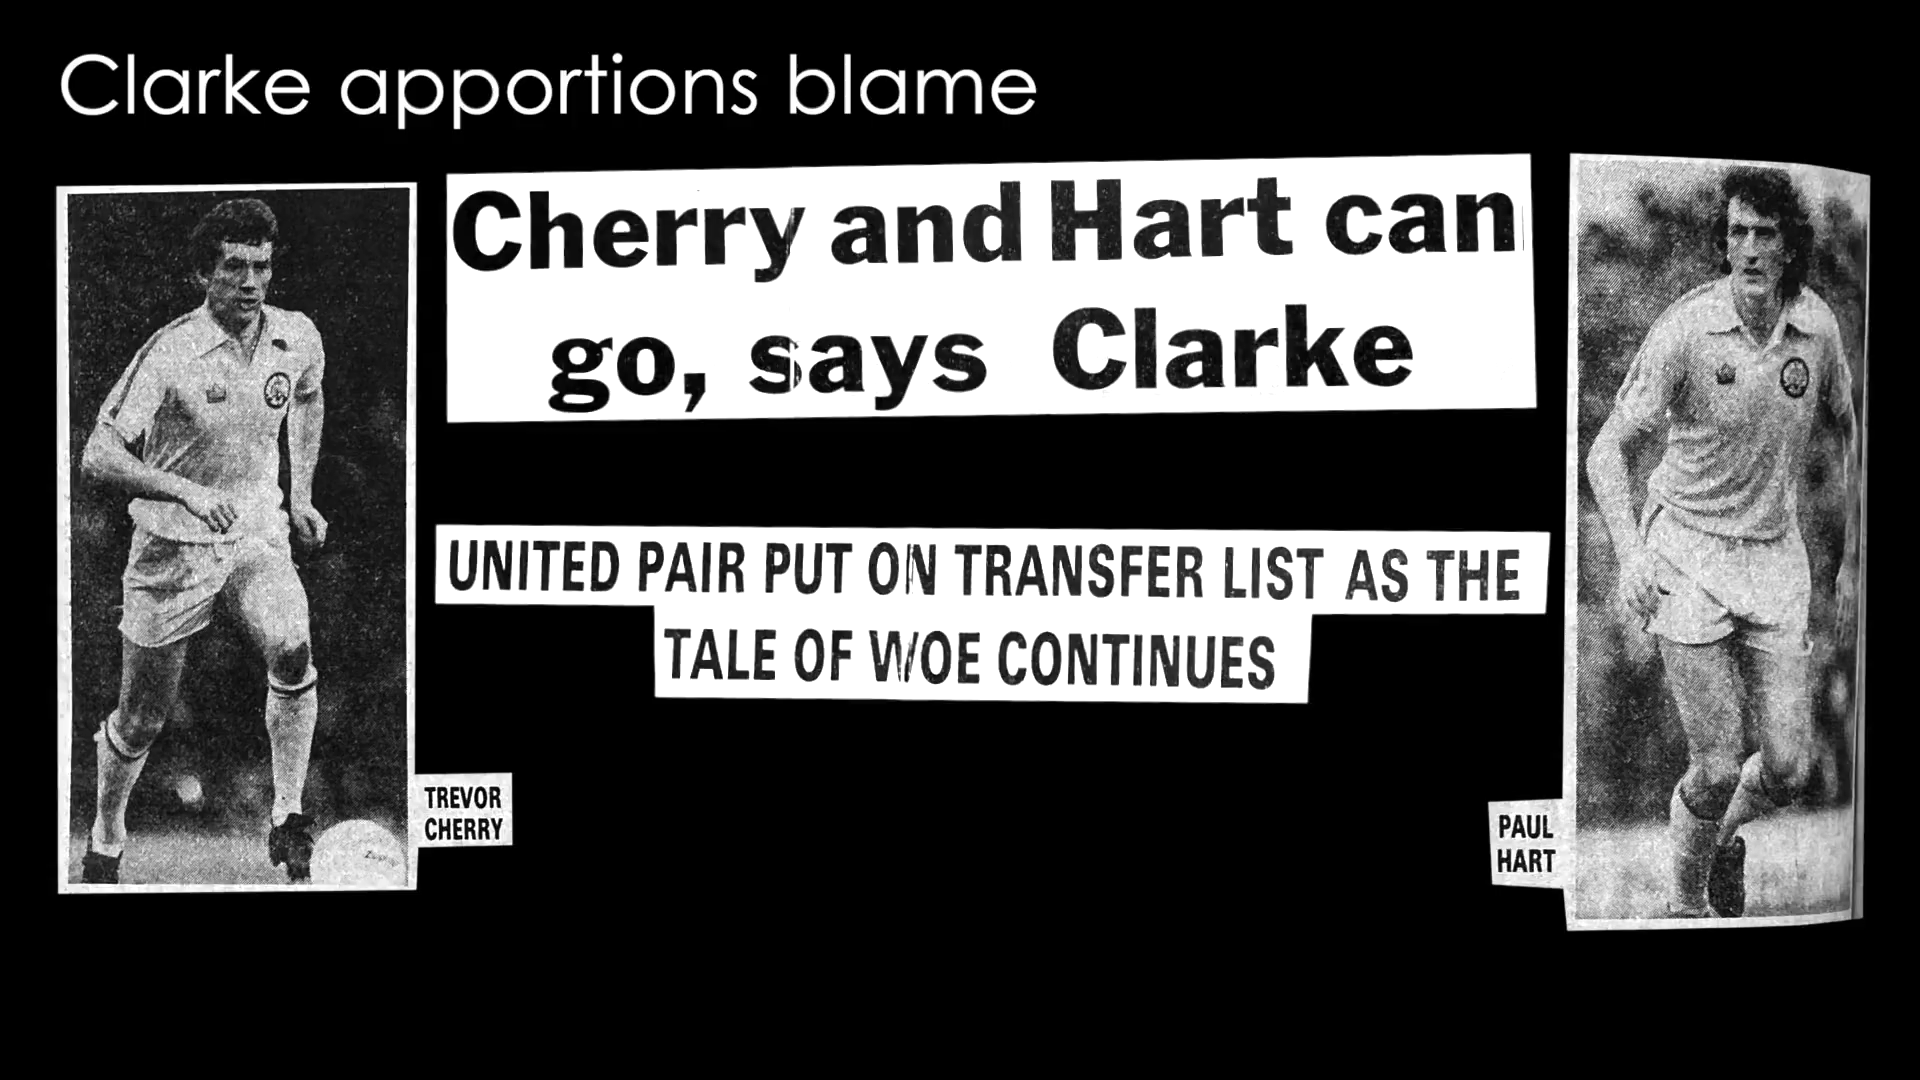 Clarke apportions blame
Cherry and Hart can
go, says Clarke
UNITED PAIR PUT ON TRANSFER LIST AS THE
TALE OF WOE CONTINUES
TREVOR
CHERRY
PAUL
HART